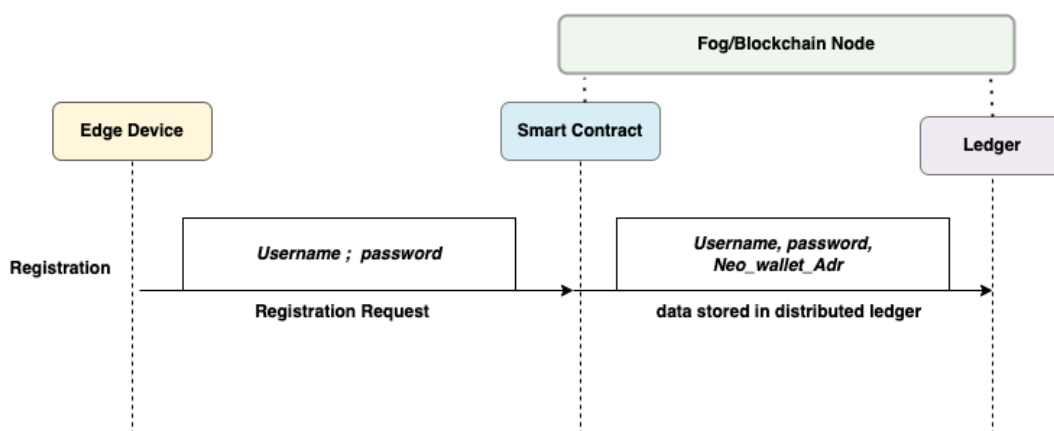 Fog/Blockchain Node
Edge Device
Smart Contract
Ledger
Username ; password
Username, password,
Neo_wallet_Adr
Registration
Registration Request
data stored in distributed ledger